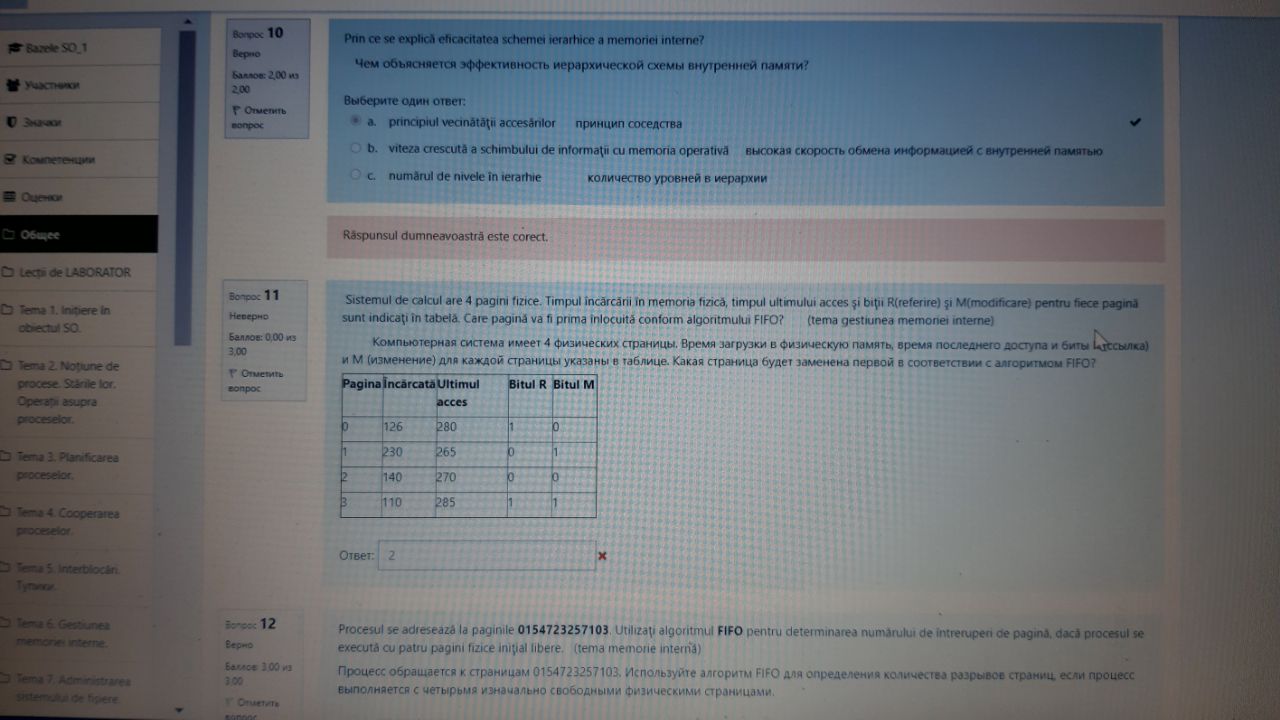 Bazele SO_1
Участники
Значки
Компетенции
Оценки
Общее
Lecții de LABORATOR
Tema 1. Inițiere în
obiectul SO.
Tema 2. Noțiune de
procese. Stările lor.
Operații asupra
proceselor.
Tema 3. Planificarea
proceselor.
Tema 4. Cooperarea
proceselor.
Tema 5. Interblocări.
Тупики.
Tema 6. Gestiunea
memoriei interne.
Tema 7. Administrarea
sistemului de fișiere.
Вопрос 10
Верно
Баллов: 2,00 из
2,00
Отметить
вопрос
Prin ce se explică eficacitatea schemei ierarhice a memoriei interne?
Чем объясняется эффективность иерархической схемы внутренней памяти?
Выберите один ответ:
a. principiul vecinătăţii accesărilor принцип соседства
b. viteza crescută a schimbului de informaţii cu memoria operativă высокая скорость обмена информацией с внутренней памятью
c. numărul de nivele în ierarhie количество уровней в иерархии
Răspunsul dumneavoastră este corect.
Вопрос 11
Неверно
Баллов: 0,00 из
3,00
Отметить
вопрос
Sistemul de calcul are 4 pagini fizice. Timpul încărcării în memoria fizică, timpul ultimului acces şi biţii R(referire) şi M(modificare) pentru fiece pagină
sunt indicaţi în tabelă. Care pagină va fi prima înlocuită conform algoritmului FIFO? (tema gestiunea memoriei interne)
Компьютерная система имеет 4 физических страницы. Время загрузки в физическую память, время последнего доступа и биты
и M (изменение) для каждой страницы указаны в таблице. Какая страница будет заменена первой в соответствии с алгоритмом FIFO?
Pagina Încărcată Ultimul acces Bitul R Bitul M
0 126 280 1 0
1 230 265 0 1
2 140 270 0 0
3 110 285 1 1
Ответ: 2
Вопрос 12
Верно
Баллов: 3,00 из
3,00
Отметить
вопрос
Procesul se adresează la paginile 0154723257103. Utilizaţi algoritmul FIFO pentru determinarea numărului de întreruperi de pagină, dacă procesul se
execută cu patru pagini fizice iniţial libere. (tema memorie internă)
Процесс обращается к страницам 0154723257103. Используйте алгоритм FIFO для определения количества разрывов страниц, если процесс
выполняется с четырьмя изначально свободными физическими страницами.